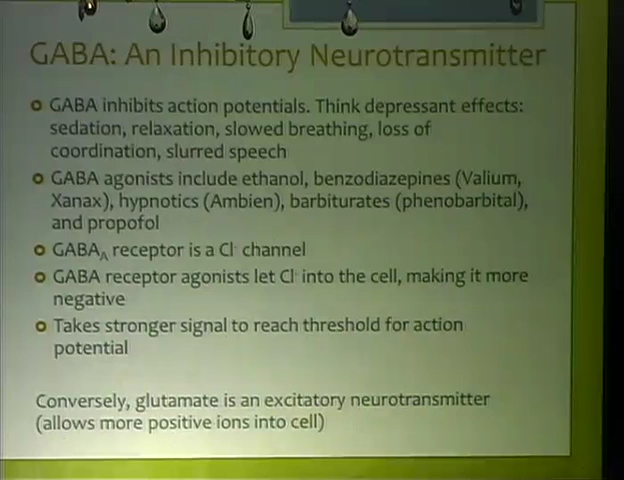 GABA: An Inhibitory Neurotransmitter
GABA inhibits action potentials. Think depressant effects:
sedation, relaxation, slowed breathing, loss of
coordination, slurred speech
GABA agonists include ethanol, benzodiazepines (Valium,
Xanax), hypnotics (Ambien), barbiturates (phenobarbital),
and propofol
GABA_A receptor is a Cl⁻ channel
GABA receptor agonists let Cl⁻ into the cell, making it more
negative
Takes stronger signal to reach threshold for action
potential
Conversely, glutamate is an excitatory neurotransmitter
(allows more positive ions into cell)